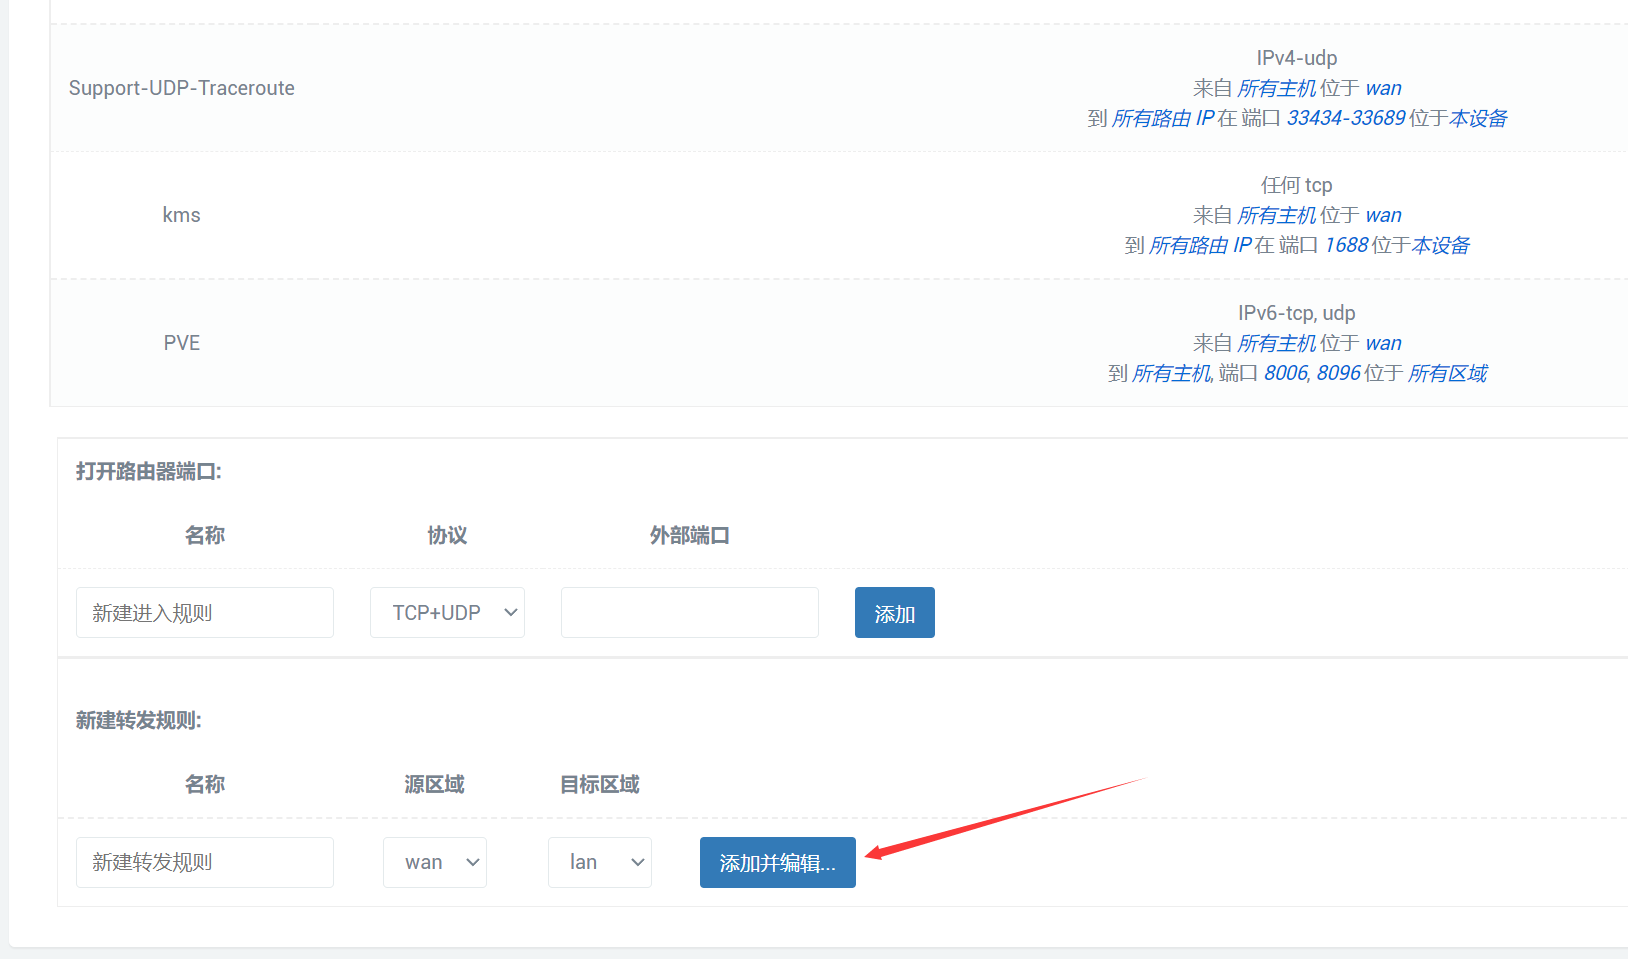 Support-UDP-Traceroute
IPv4-udp
来自 所有主机 位于 wan
到 所有路由 IP 在 端口 33434-33689 位于本设备
kms
任何 tcp
来自 所有主机 位于 wan
到 所有路由 IP 在 端口 1688 位于本设备
PVE
IPv6-tcp, udp
来自 所有主机 位于 wan
到 所有主机, 端口 8006, 8096 位于 所有区域
打开路由器端口:
名称 协议 外部端口
新建进入规则 TCP+UDP 添加
新建转发规则:
名称 源区域 目标区域
新建转发规则 wan lan 添加并编辑...